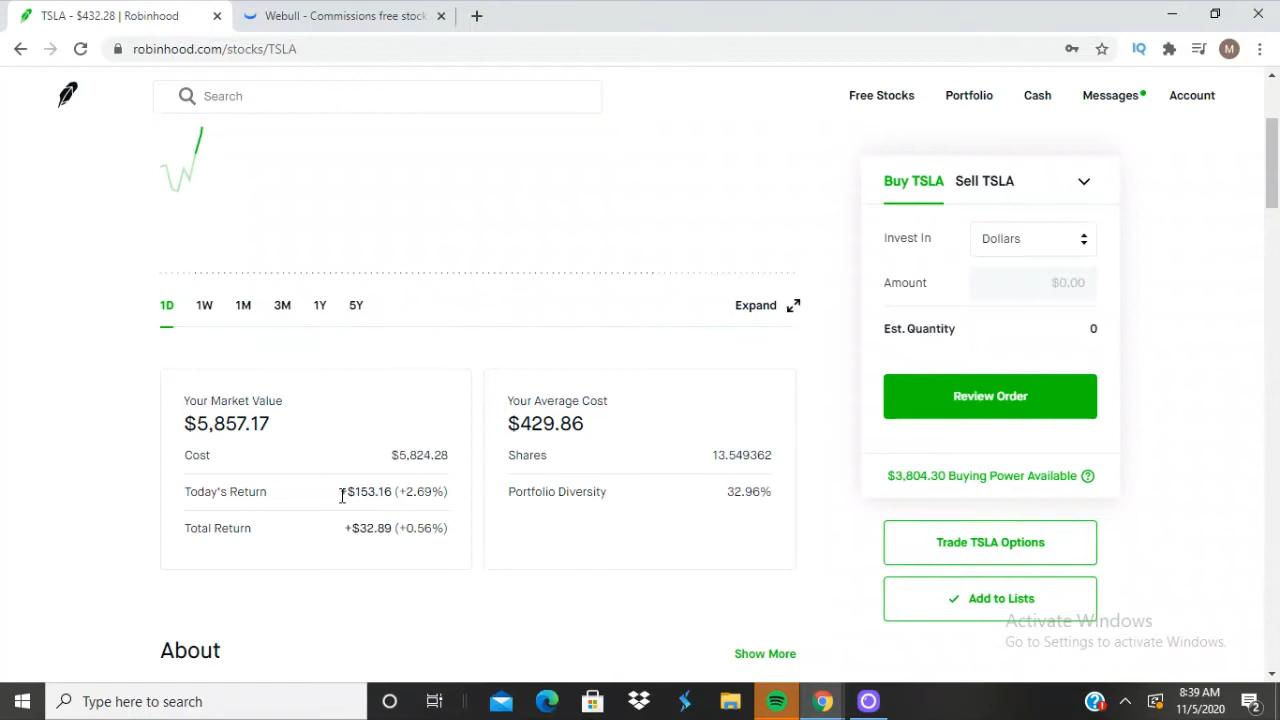 TSLA - $432.28 | Robinhood
Webull - Commissions free stock
robinhood.com/stocks/TSLA
IQ
M
Search
Free Stocks
Portfolio
Cash
Messages
Account
Buy TSLA
Sell TSLA
Invest In
Dollars
Amount
$0.00
Est. Quantity
0
Review Order
$3,804.30 Buying Power Available
Trade TSLA Options
Add to Lists
1D
1W
1M
3M
1Y
5Y
Expand
Your Market Value
$5,857.17
Cost
$5,824.28
Today's Return
+$153.16 (+2.69%)
Total Return
+$32.89 (+0.56%)
Your Average Cost
$429.86
Shares
13.549362
Portfolio Diversity
32.96%
About
Show More
Activate Windows
Go to Settings to activate Windows.
Type here to search
8:39 AM
11/5/2020
2